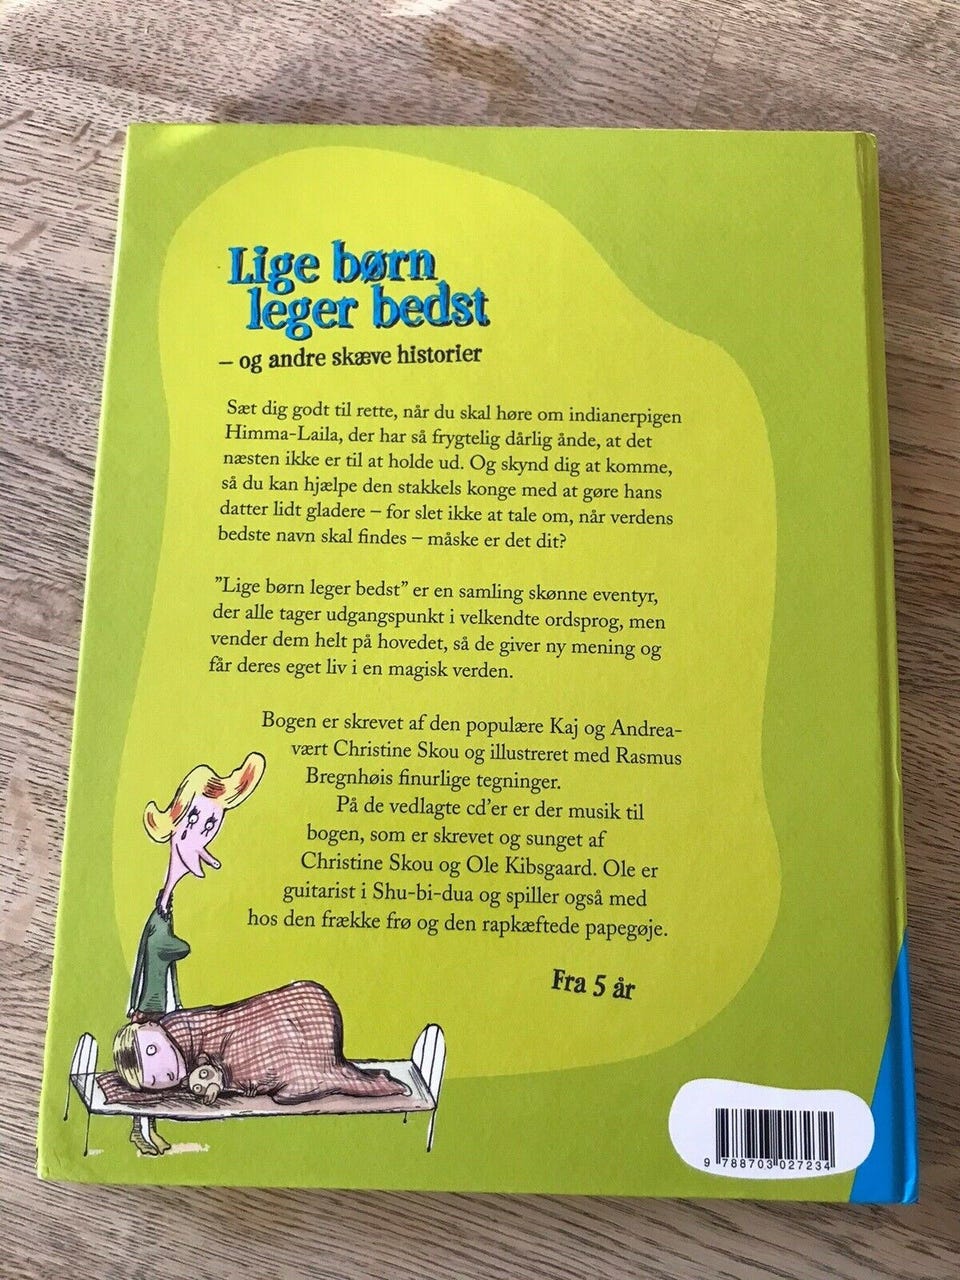 Lige børn
leger bedst
– og andre skæve historier
Sæt dig godt til rette, når du skal høre om indianerpigen
Himma-Laila, der har så frygtelig dårlig ånde, at det
næsten ikke er til at holde ud. Og skynd dig at komme,
så du kan hjælpe den stakkels konge med at gøre hans
datter lidt gladere – for slet ikke at tale om, når verdens
bedste navn skal findes – måske er det dit?
”Lige børn leger bedst” er en samling skønne eventyr,
der alle tager udgangspunkt i velkendte ordsprog, men
vender dem helt på hovedet, så de giver ny mening og
får deres eget liv i en magisk verden.
Bogen er skrevet af den populære Kaj og Andrea-
vært Christine Skou og illustreret med Rasmus
Bregnhøis finurlige tegninger.
På de vedlagte cd’er er der musik til
bogen, som er skrevet og sunget af
Christine Skou og Ole Kibsgaard. Ole er
guitarist i Shu-bi-dua og spiller også med
hos den frække frø og den rapkæftede papegøje.
Fra 5 år
9 788703 027234